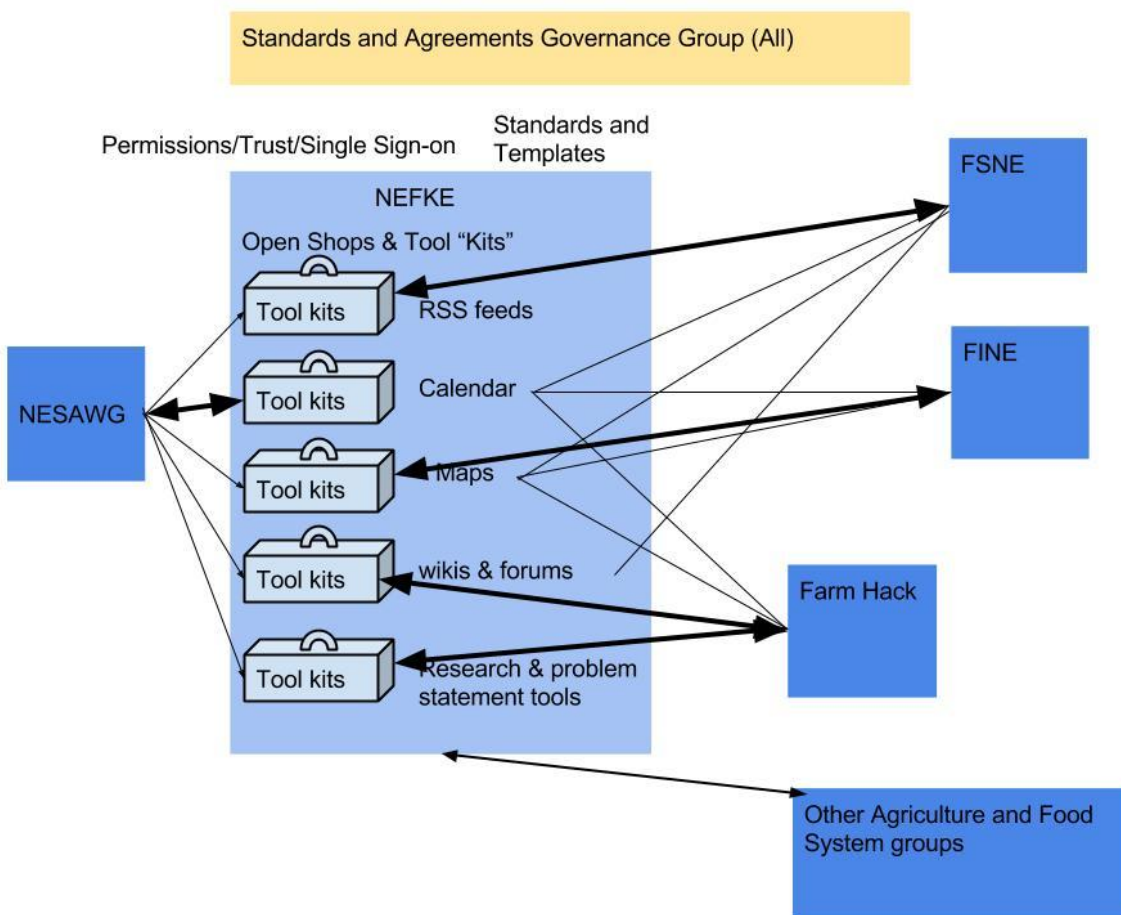 Standards and Agreements Governance Group (All)
Permissions/Trust/Single Sign-on
Standards and
Templates
NEFKE
Open Shops & Tool “Kits”
Tool kits
RSS feeds
Tool kits
Calendar
Tool kits
Maps
Tool kits
wikis & forums
Tool kits
Research & problem
statement tools
NESAWG
FSNE
FINE
Farm Hack
Other Agriculture and Food
System groups